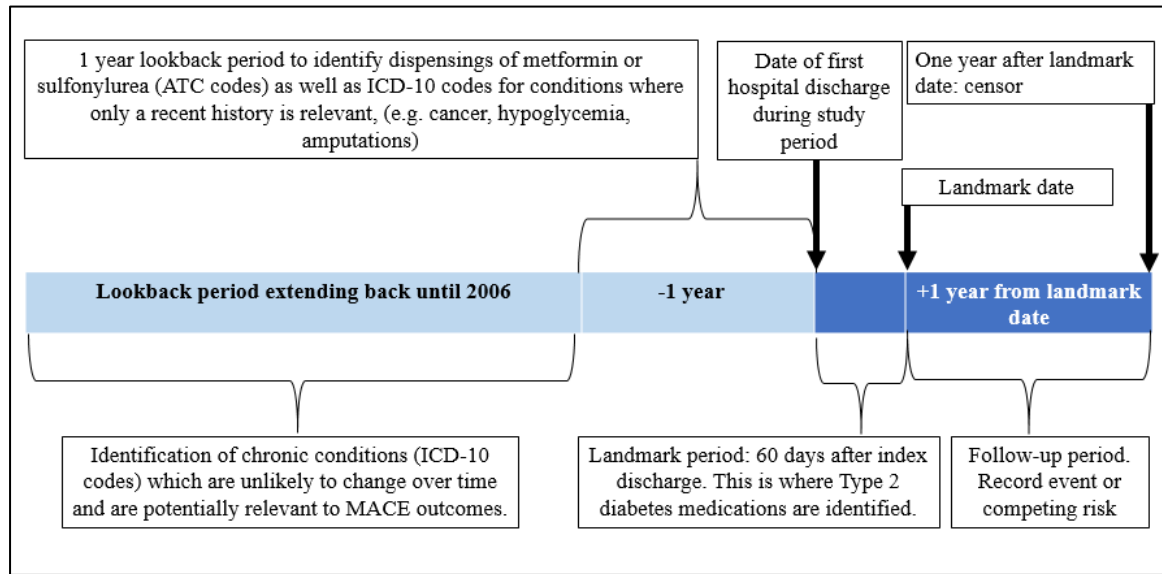 1 year lookback period to identify dispensings of metformin or
sulfonylurea (ATC codes) as well as ICD-10 codes for conditions where
only a recent history is relevant, (e.g. cancer, hypoglycemia,
amputations)
Date of first
hospital discharge
during study
period
One year after landmark
date: censor
Landmark date
Lookback period extending back until 2006
-1 year
+1 year from landmark
date
Identification of chronic conditions (ICD-10
codes) which are unlikely to change over time
and are potentially relevant to MACE outcomes.
Landmark period: 60 days after index
discharge. This is where Type 2
diabetes medications are identified.
Follow-up period.
Record event or
competing risk